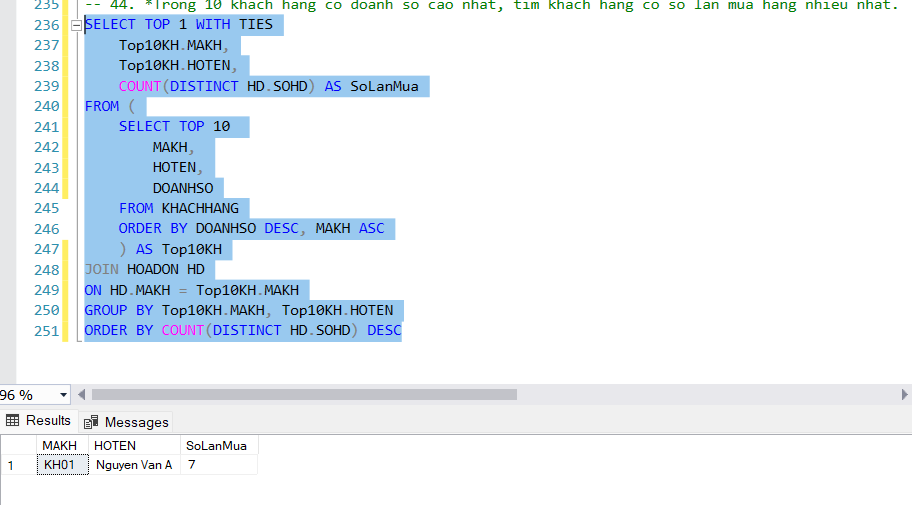 235 -- 44. *Trong 10 khach hang co doanh so cao nhat, tim khach hang co so lan mua hang nhieu nhat.
236 SELECT TOP 1 WITH TIES
237 Top10KH.MAKH,
238 Top10KH.HOTEN,
239 COUNT(DISTINCT HD.SOHD) AS SoLanMua
240 FROM (
241 SELECT TOP 10
242 MAKH,
243 HOTEN,
244 DOANHSO
245 FROM KHACHHANG
246 ORDER BY DOANHSO DESC, MAKH ASC
247 ) AS Top10KH
248 JOIN HOADON HD
249 ON HD.MAKH = Top10KH.MAKH
250 GROUP BY Top10KH.MAKH, Top10KH.HOTEN
251 ORDER BY COUNT(DISTINCT HD.SOHD) DESC
96 %
Results Messages
MAKH HOTEN SoLanMua
1 KH01 Nguyen Van A 7